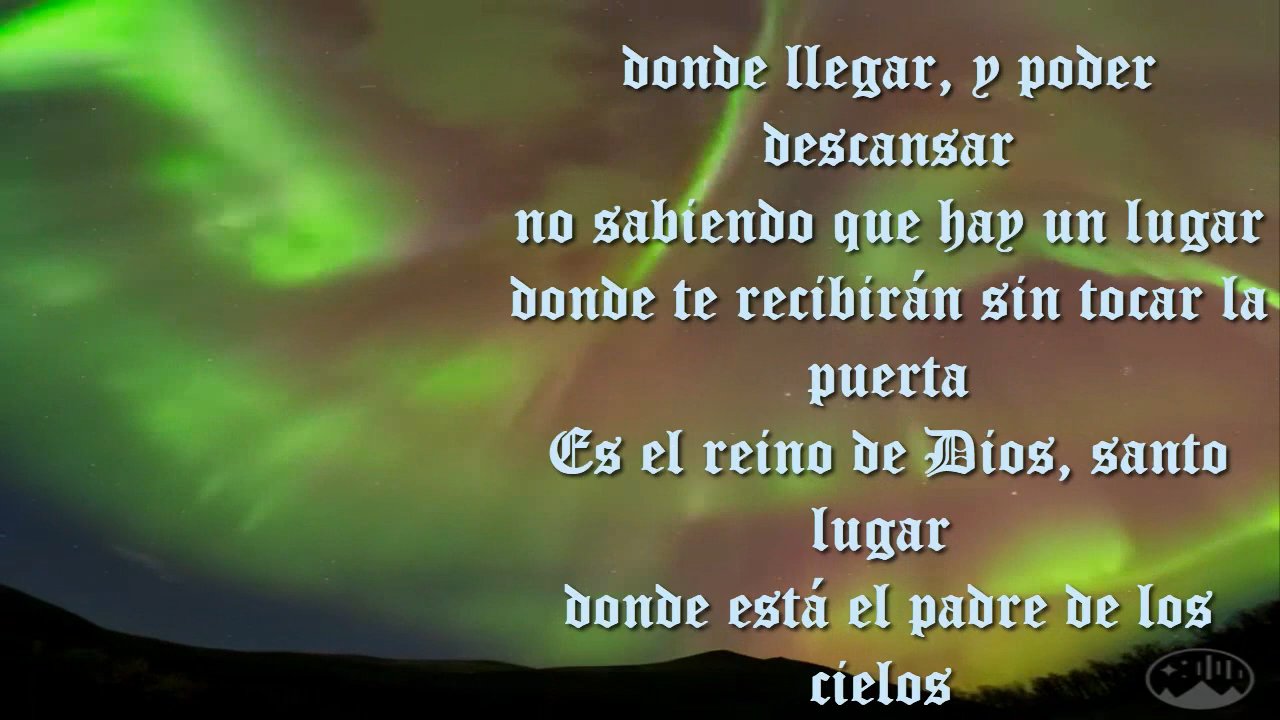 donde llegar, y poder
descansar
no sabiendo que hay un lugar
donde te recibirán sin tocar la
puerta
Es el reino de Dios, santo
lugar
donde está el padre de los
cielos